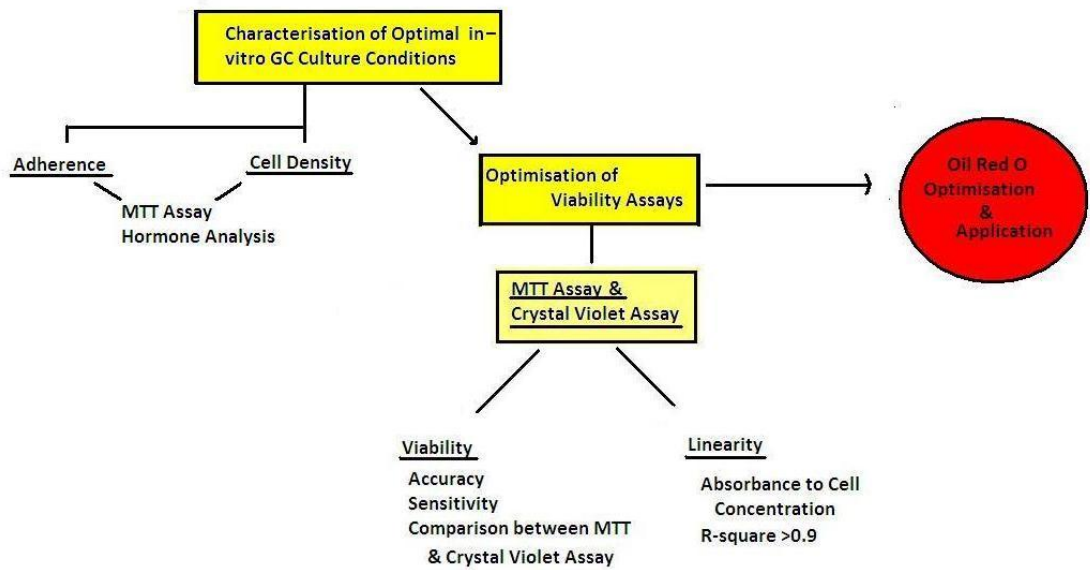 Characterisation of Optimal in-
vitro GC Culture Conditions
Adherence
Cell Density
MTT Assay
Hormone Analysis
Optimisation of
Viability Assays
Oil Red O
Optimisation
&
Application
MTT Assay &
Crystal Violet Assay
Viability
Accuracy
Sensitivity
Comparison between MTT
& Crystal Violet Assay
Linearity
Absorbance to Cell
Concentration
R-square >0.9